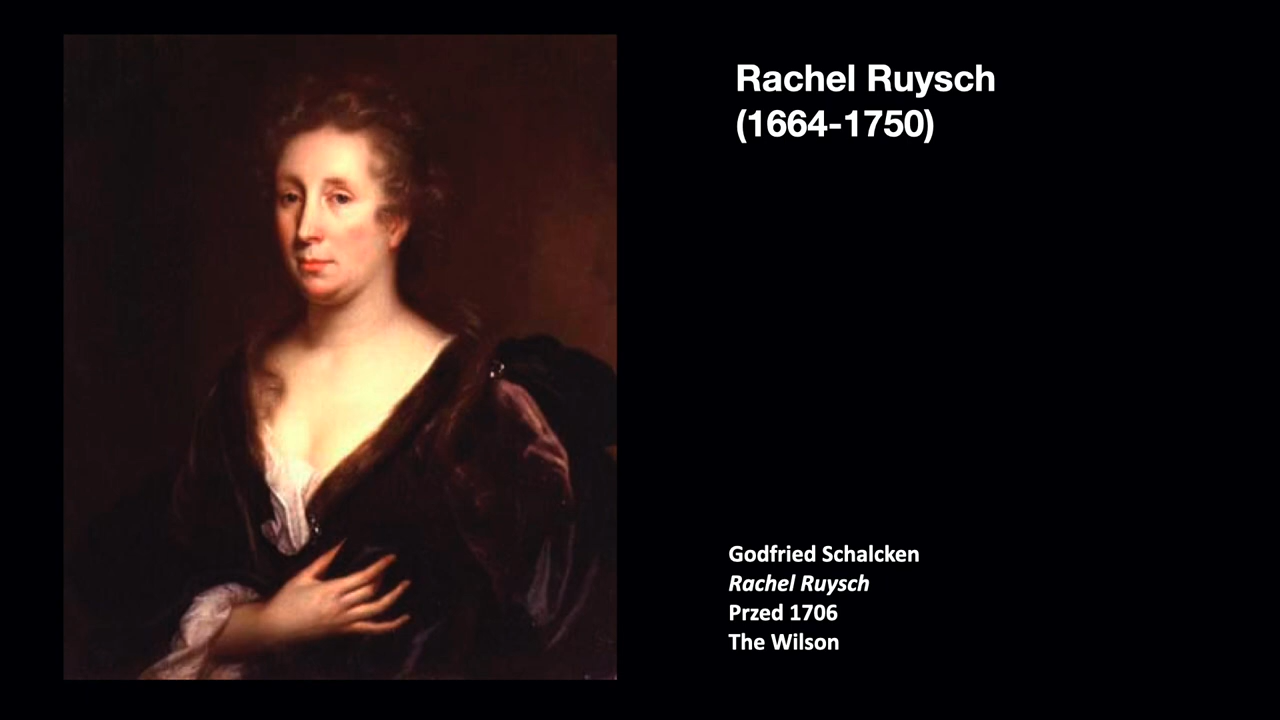 Rachel Ruysch
(1664-1750)
Godfried Schalcken
Rachel Ruysch
Przed 1706
The Wilson